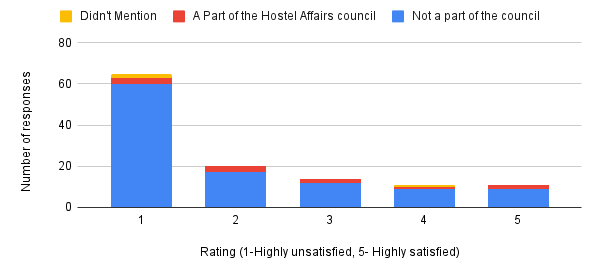 Didn't Mention A Part of the Hostel Affairs council Not a part of the council
80
60
40
20
0
1 2 3 4 5
Number of responses
Rating (1-Highly unsatisfied, 5- Highly satisfied)